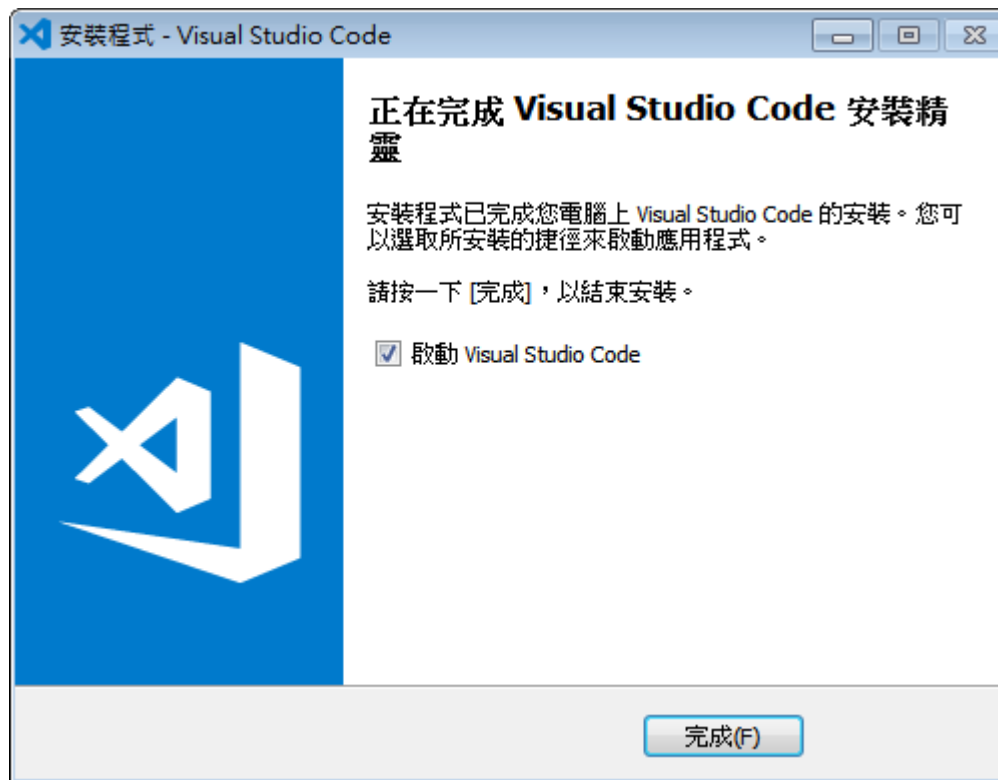 安裝程式 - Visual Studio Code
正在完成 Visual Studio Code 安裝精
靈
安裝程式已完成您電腦上 Visual Studio Code 的安裝。您可
以選取所安裝的捷徑來啟動應用程式。
請按一下 [完成]，以結束安裝。
啟動 Visual Studio Code
完成(F)